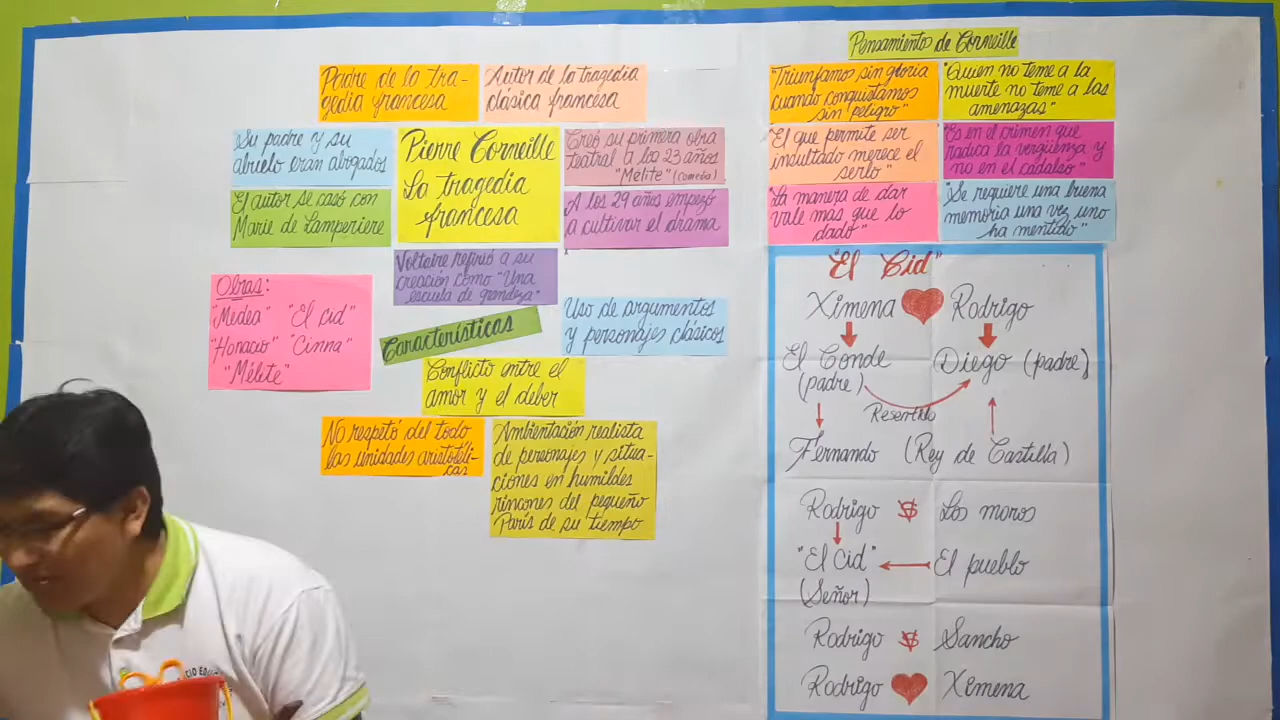 Padre de la tra-
gedia francesa
Autor de la tragedia
clásica francesa
Su padre y su
abuelo eran abogados
Pierre Corneille
La tragedia
francesa
Creó su primera obra
teatral a los 23 años
"Mélite" (comedia)
El autor se casó con
Marie de Lamperiere
A los 29 años empezó
a cultivar el drama
Voltaire refirió a su
creación como "Una
escuela de grandeza"
Obras:
"Medea" "El cid"
"Horacio" "Cinna"
"Mélite"
Características
Uso de argumentos
y personajes clásicos
Conflicto entre el
amor y el deber
No respetó del todo
las unidades aristotéli-
cas
Ambientación realista
de personajes y situa-
ciones en humildes
rincones del pequeño
París de su tiempo
Pensamiento de Corneille
"Triunfamos sin gloria
cuando conquistamos
sin peligro"
"Quien no teme a la
muerte no teme a las
amenazas"
"El que permite ser
insultado merece el
serlo"
"Es en el crimen que
radica la vergüenza y
no en el cadalso"
"La manera de dar
vale mas que lo
dado"
"Se requiere una buena
memoria una vez uno
ha mentido"
"El Cid"
Ximena Rodrigo
El Conde Diego (padre)
(padre)
Resentido
Fernando (Rey de Castilla)
Rodrigo VS Los moros
"El Cid" El pueblo
(Señor)
Rodrigo VS Sancho
Rodrigo Ximena